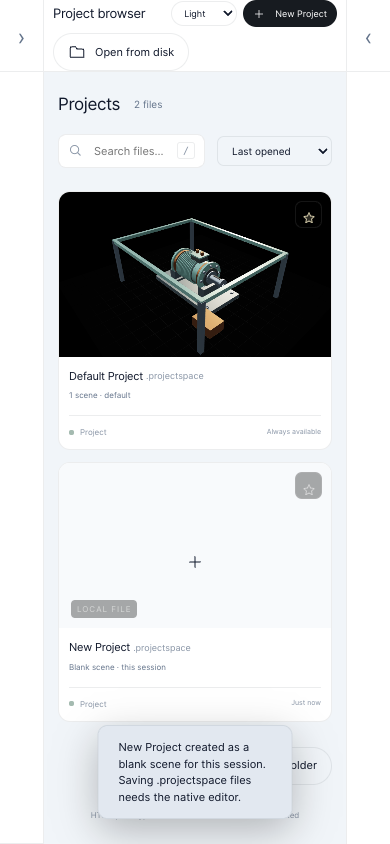 Project browser
Light
New Project
Open from disk
Projects
2 files
Search files...
/
Last opened
Default Project .projectspace
1 scene · default
Project
Always available
LOCAL FILE
New Project .projectspace
Blank scene · this session
Project
Just now
New Project created as a
blank scene for this session.
Saving .projectspace files
needs the native editor.